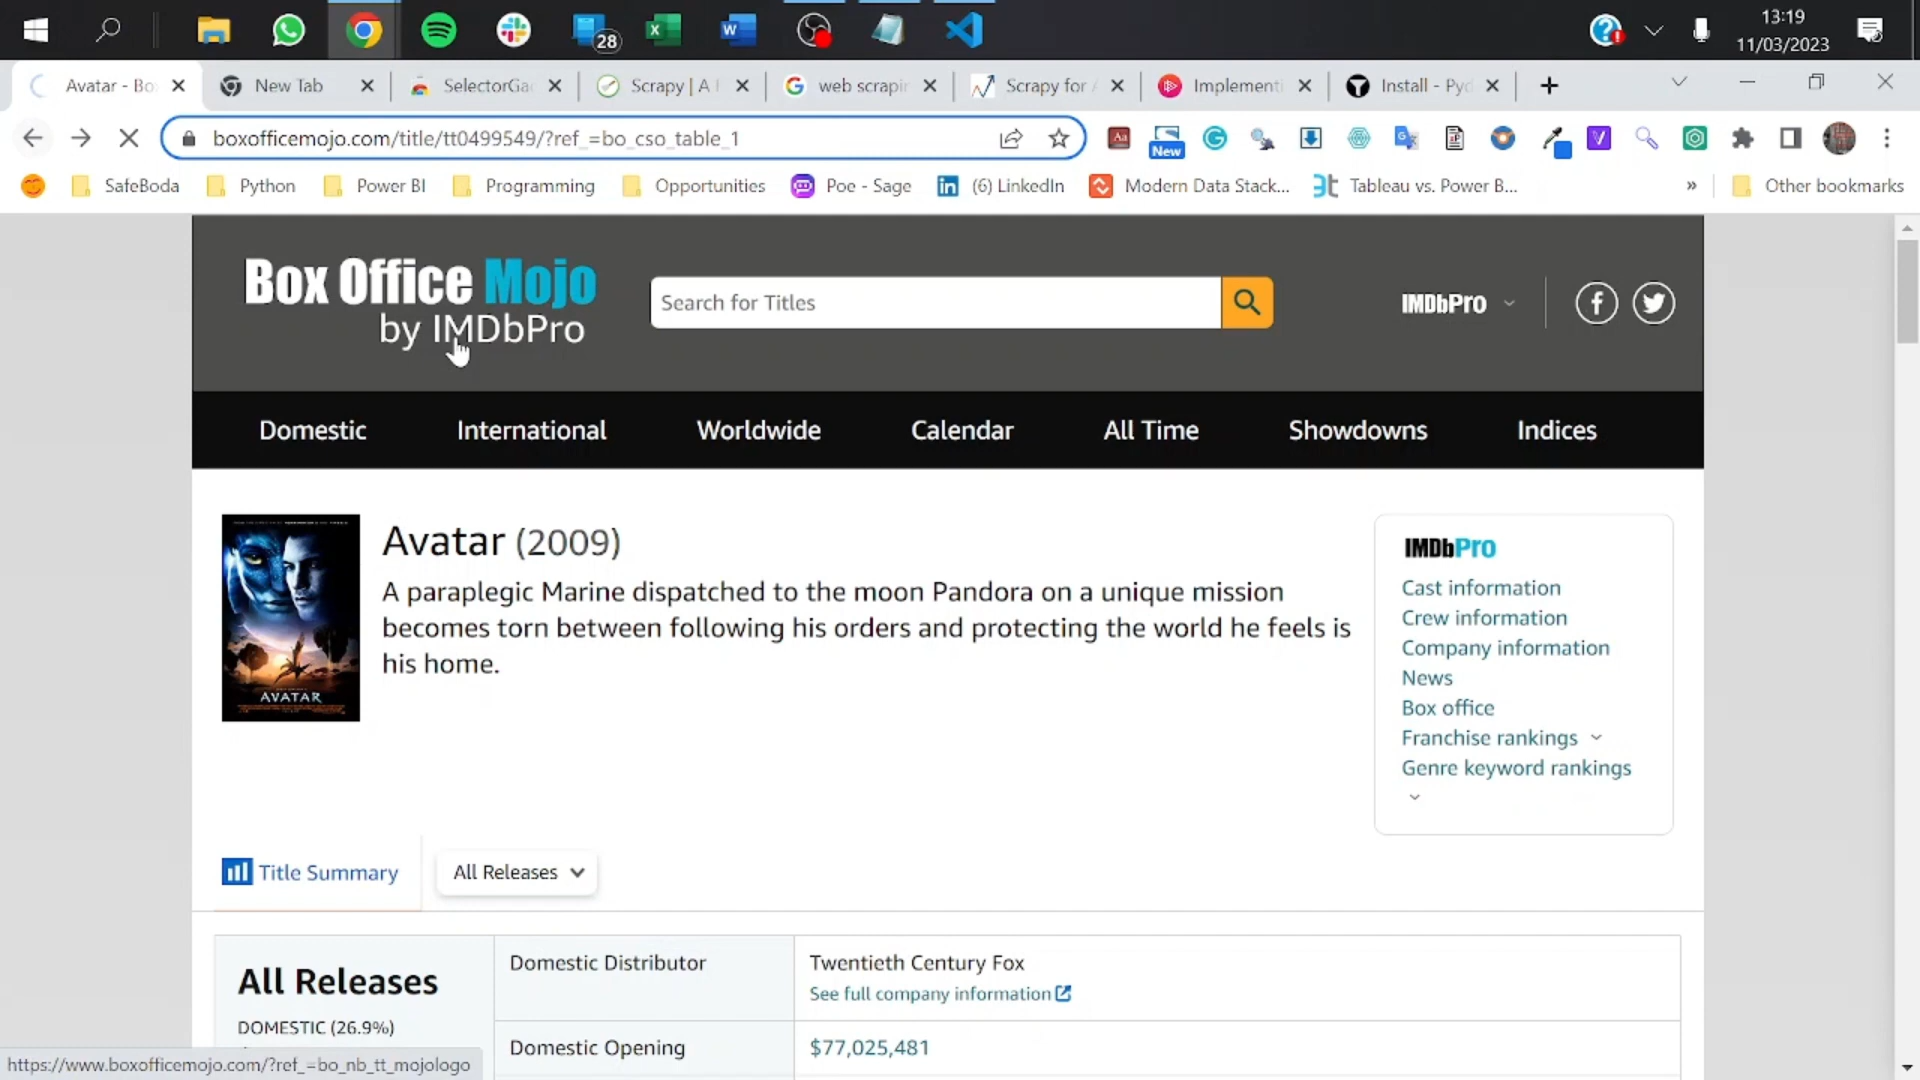 28
13:19
11/03/2023
Avatar - Bo
New Tab
SelectorGa
Scrapy | A
web scrapin
Scrapy for
Implementi
Install - Pyd
boxofficemojo.com/title/tt0499549/?ref_=bo_cso_table_1
New
SafeBoda
Python
Power BI
Programming
Opportunities
Poe - Sage
(6) LinkedIn
Modern Data Stack...
Tableau vs. Power B...
»
Other bookmarks
Box Office Mojo
by IMDbPro
Search for Titles
IMDbPro
Domestic
International
Worldwide
Calendar
All Time
Showdowns
Indices
AVATAR
Avatar (2009)
A paraplegic Marine dispatched to the moon Pandora on a unique mission
becomes torn between following his orders and protecting the world he feels is
his home.
IMDbPro
Cast information
Crew information
Company information
News
Box office
Franchise rankings
Genre keyword rankings
Title Summary
All Releases
All Releases
DOMESTIC (26.9%)
Domestic Distributor
Twentieth Century Fox
See full company information
Domestic Opening
$77,025,481
https://www.boxofficemojo.com/?ref_=bo_nb_tt_mojologo